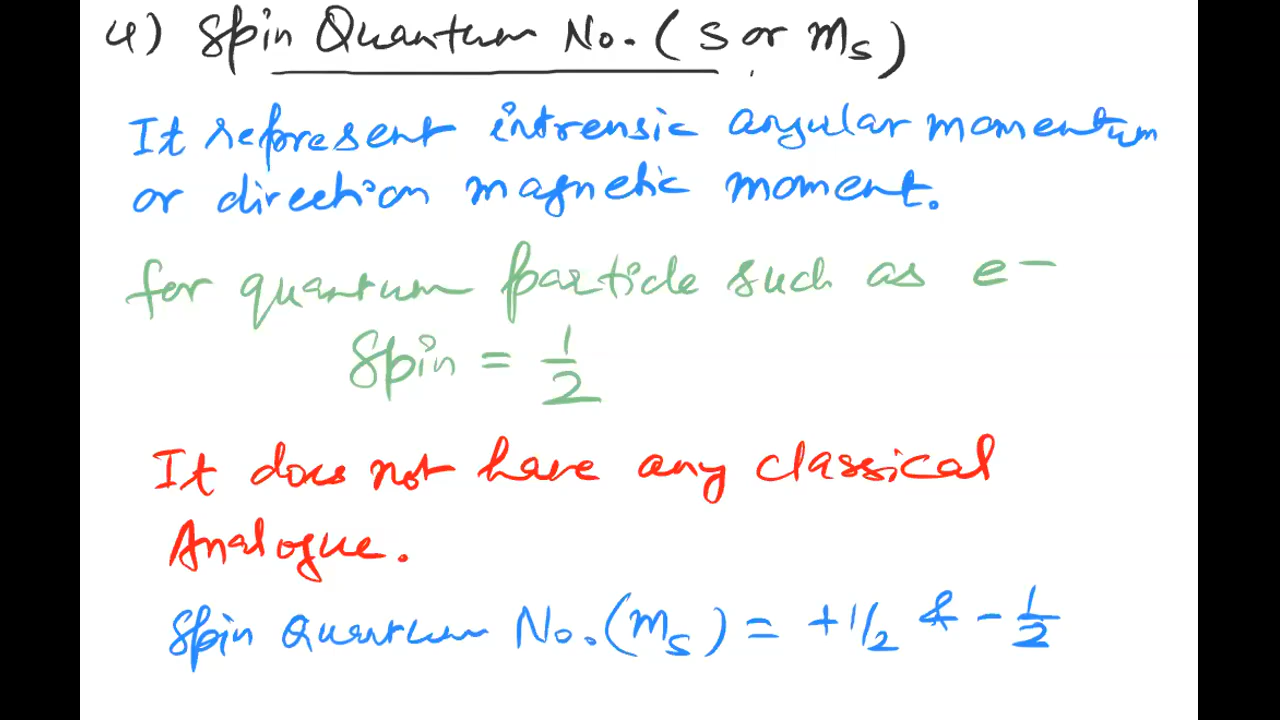 4) Spin Quantum No. (s or ms)
It represent intrensic angular momentum
or direction magnetic moment.
for quantum particle such as e-
Spin = 1/2
It does not have any classical
Analogue.
Spin Quantum No. (ms) = +1/2 & -1/2